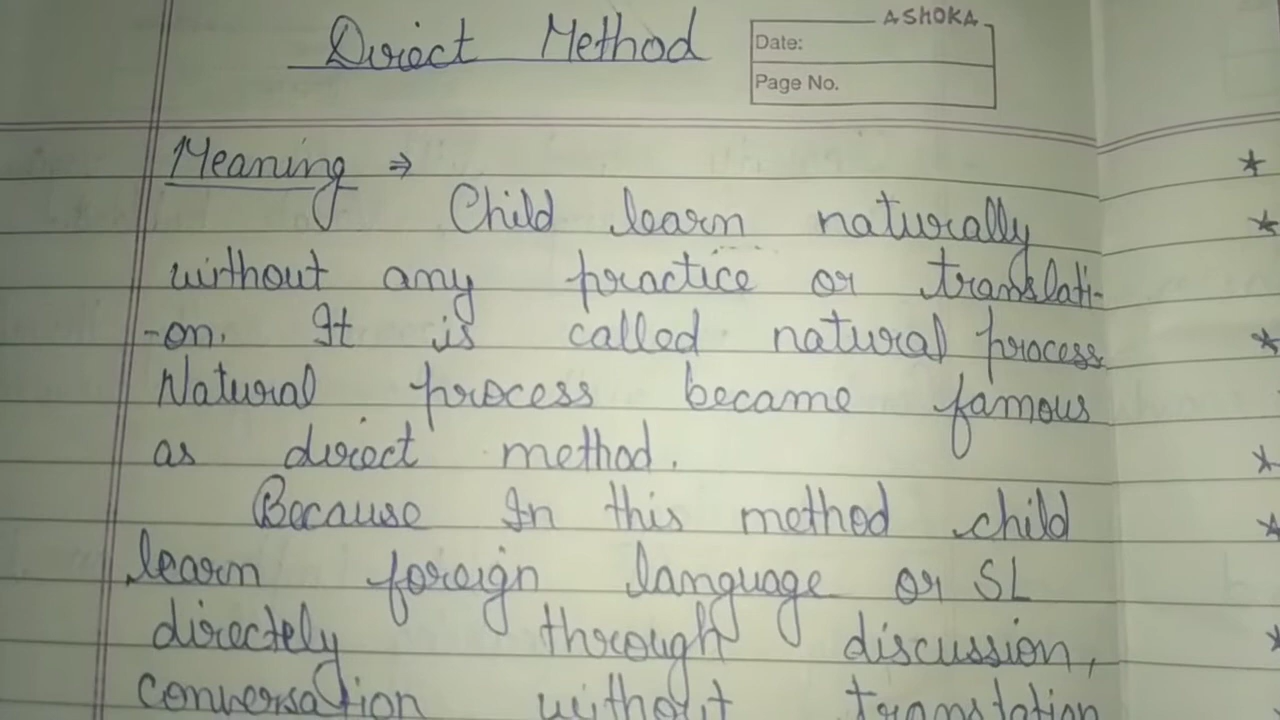 ASHOKA
Direct Method
Date:
Page No.
Meaning ⇒
Child learn naturally
without any practice or translati-
-on. It is called natural process
Natural process became famous
as direct method.
Because In this method child
learn foreign language or SL
directely through discussion,
conversation without translation